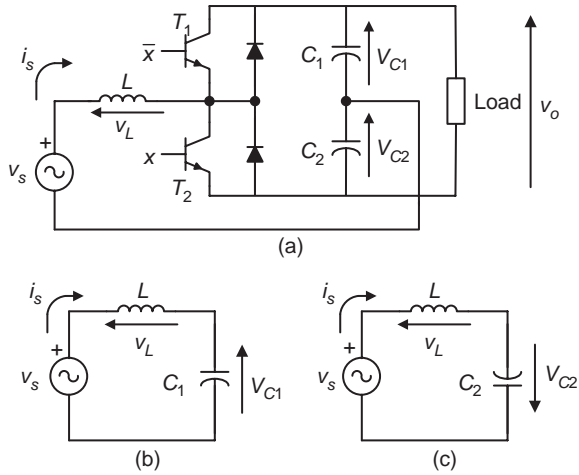 T1
x̅
C1
VC1
is
L
vL
Load
vo
+
vs
x
T2
C2
VC2
(a)
is
L
+
vL
vs
C1
VC1
(b)
is
L
+
vL
vs
C2
VC2
(c)